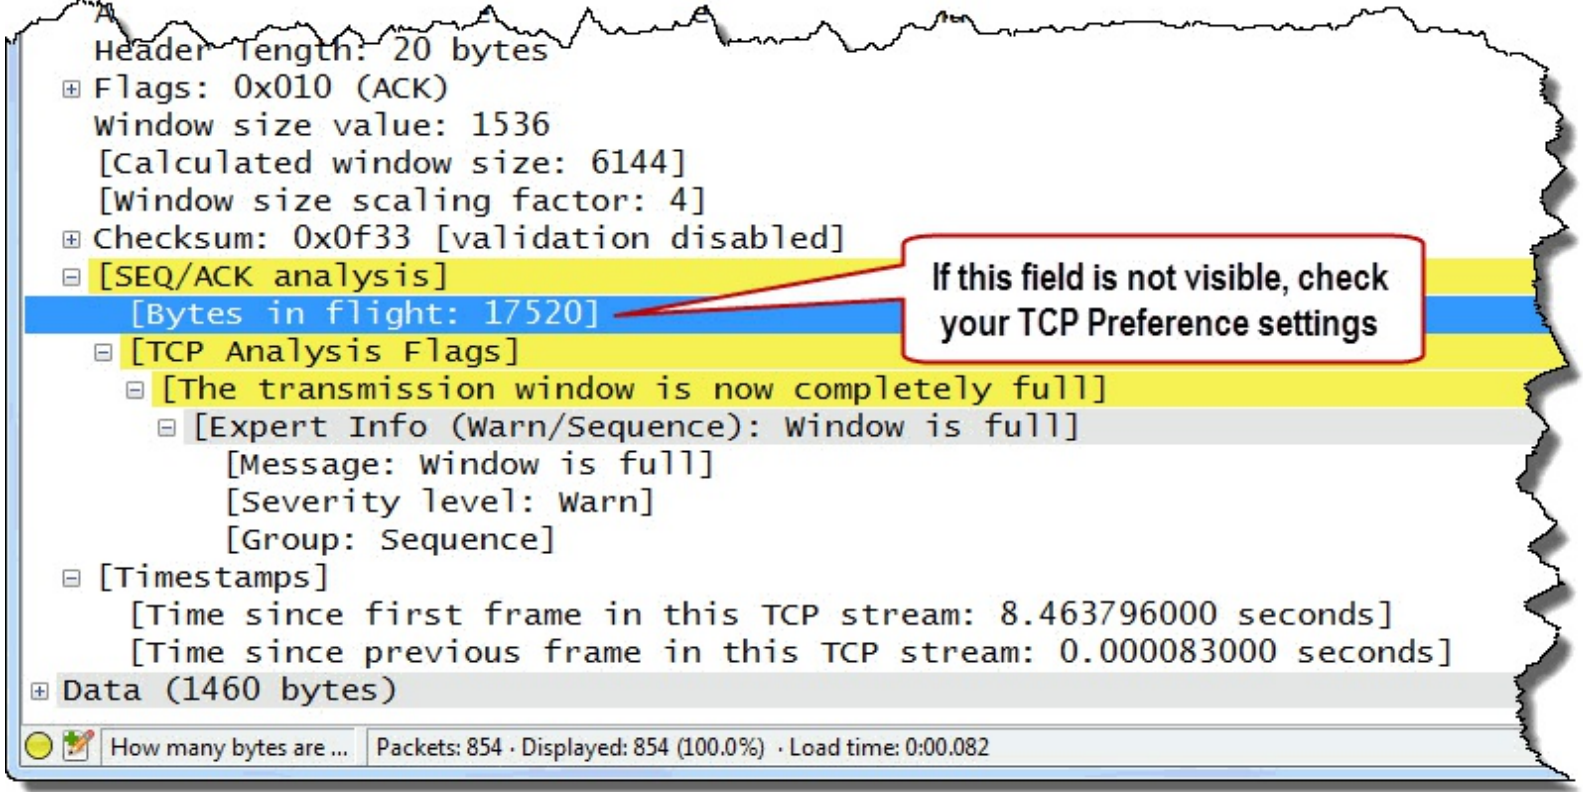 Header length: 20 bytes
Flags: 0x010 (ACK)
Window size value: 1536
[Calculated window size: 6144]
[Window size scaling factor: 4]
Checksum: 0x0f33 [validation disabled]
[SEQ/ACK analysis]
[Bytes in flight: 17520]
If this field is not visible, check
your TCP Preference settings
[TCP Analysis Flags]
[The transmission window is now completely full]
[Expert Info (Warn/Sequence): Window is full]
[Message: Window is full]
[Severity level: Warn]
[Group: Sequence]
[Timestamps]
[Time since first frame in this TCP stream: 8.463796000 seconds]
[Time since previous frame in this TCP stream: 0.000083000 seconds]
Data (1460 bytes)
How many bytes are ... Packets: 854 · Displayed: 854 (100.0%) · Load time: 0:00.082